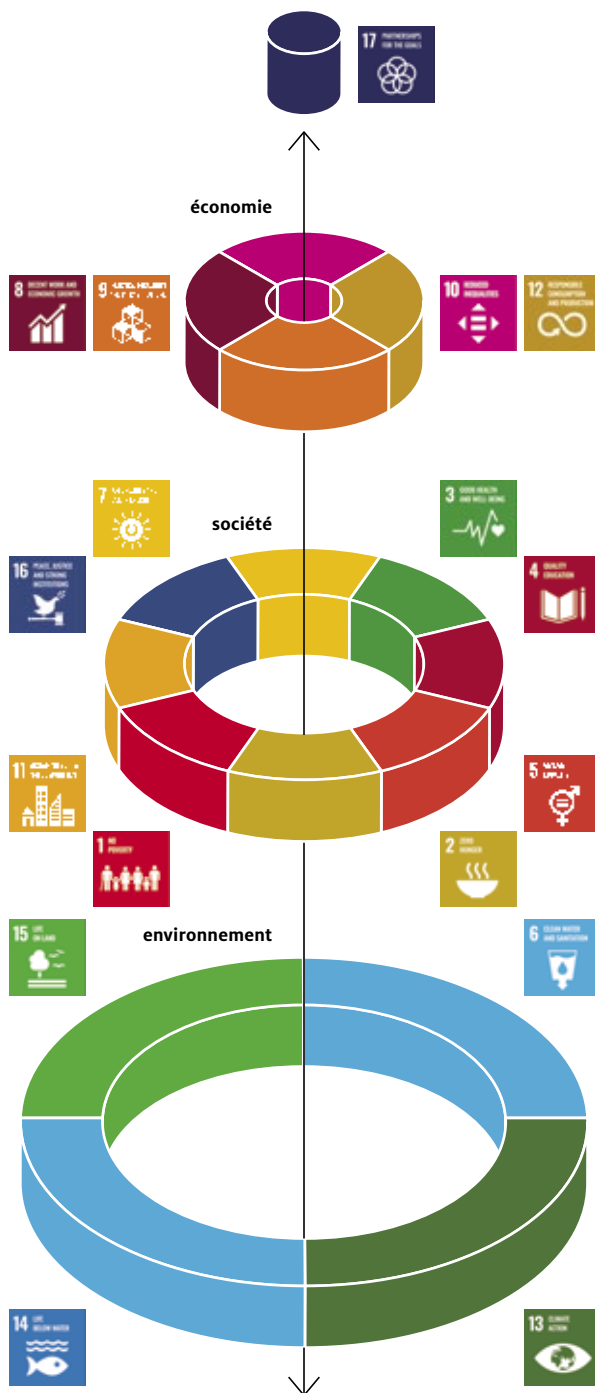 17 PARTNERSHIPS
FOR THE GOALS
économie
8 DECENT WORK AND
ECONOMIC GROWTH
9
10 REDUCED
INEQUALITIES
12 RESPONSIBLE
CONSUMPTION
AND PRODUCTION
7
société
3 GOOD HEALTH
AND WELL-BEING
16 PEACE, JUSTICE
AND STRONG
INSTITUTIONS
4 QUALITY
EDUCATION
11
5
1 NO
POVERTY
2 ZERO
HUNGER
15 LIFE
ON LAND
environnement
6 CLEAN WATER
AND SANITATION
14 LIFE
BELOW WATER
13 CLIMATE
ACTION